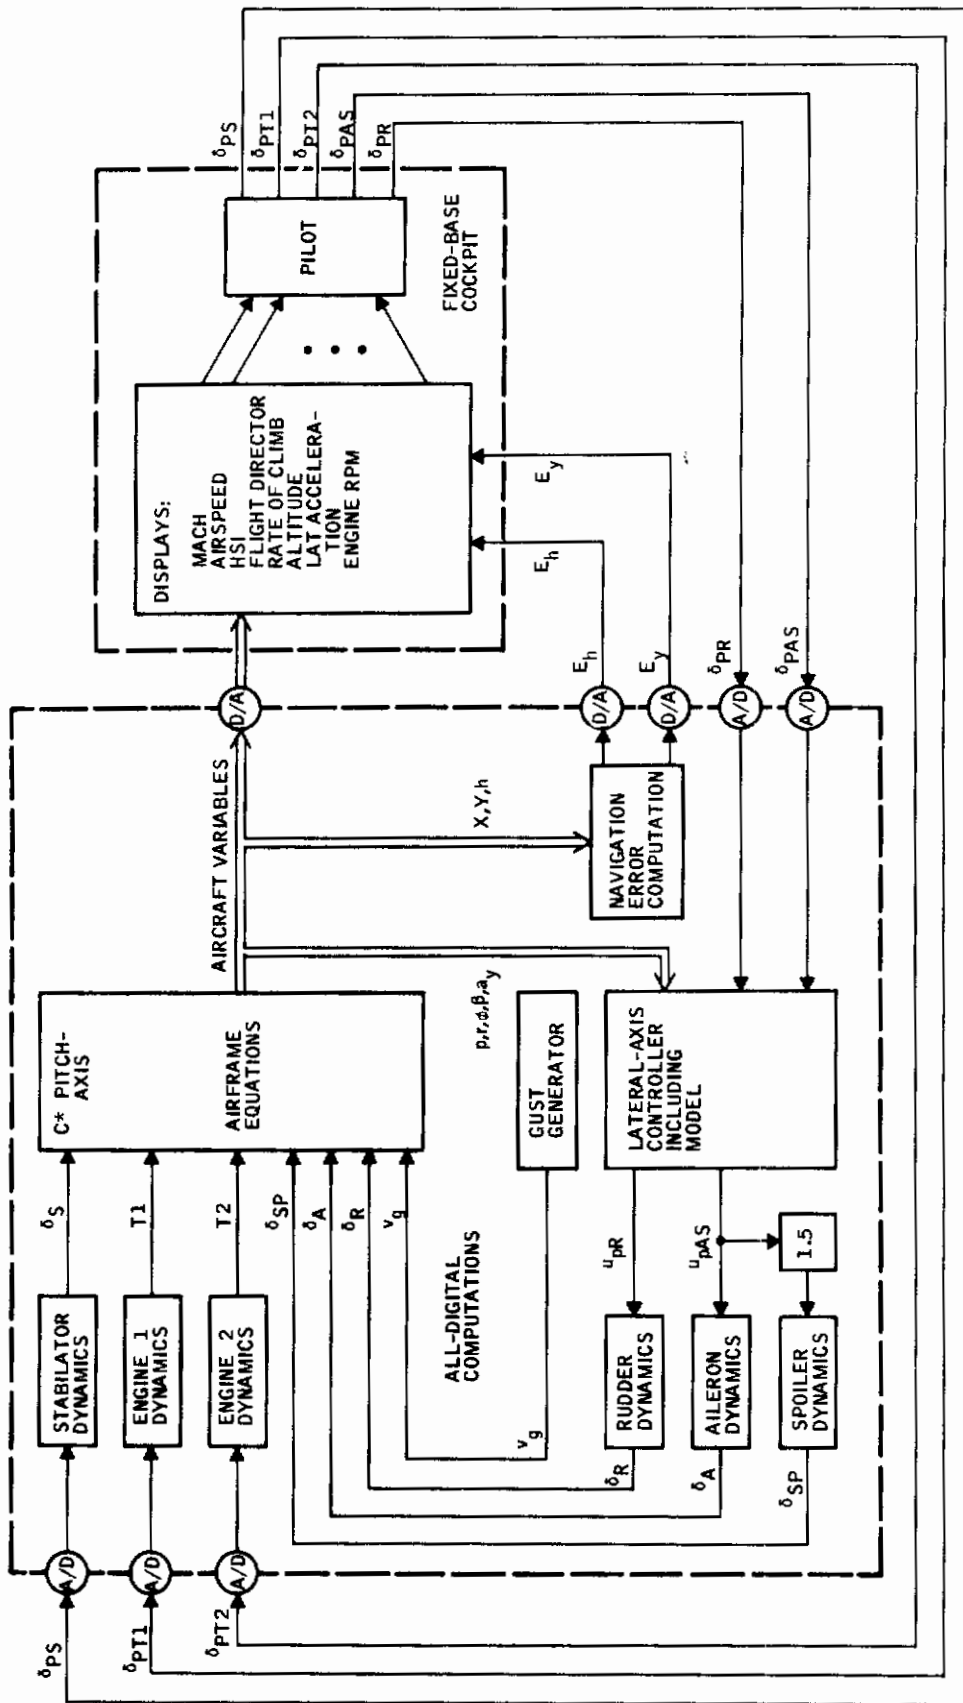 δPS
δPT1
δPT2
A/D
A/D
A/D
STABILATOR
DYNAMICS
ENGINE 1
DYNAMICS
ENGINE 2
DYNAMICS
δS
T1
T2
δSP
δA
δR
vg
C* PITCH-
AXIS
AIRFRAME
EQUATIONS
AIRCRAFT VARIABLES
D/A
DISPLAYS:
MACH
AIRSPEED
HSI
FLIGHT DIRECTOR
RATE OF CLIMB
ALTITUDE
LAT ACCELERA-
TION
ENGINE RPM
PILOT
FIXED-BASE
COCKPIT
δPS
δPT1
δPT2
δPAS
δPR
ALL-DIGITAL
COMPUTATIONS
vg
GUST
GENERATOR
p,r,ϕ,β,ay
X,Y,h
NAVIGATION
ERROR
COMPUTATION
D/A
D/A
Eh
Ey
Eh
Ey
A/D
A/D
δPR
δPAS
LATERAL-AXIS
CONTROLLER
INCLUDING
MODEL
upR
upAS
1.5
RUDDER
DYNAMICS
AILERON
DYNAMICS
SPOILER
DYNAMICS
δR
δA
δSP